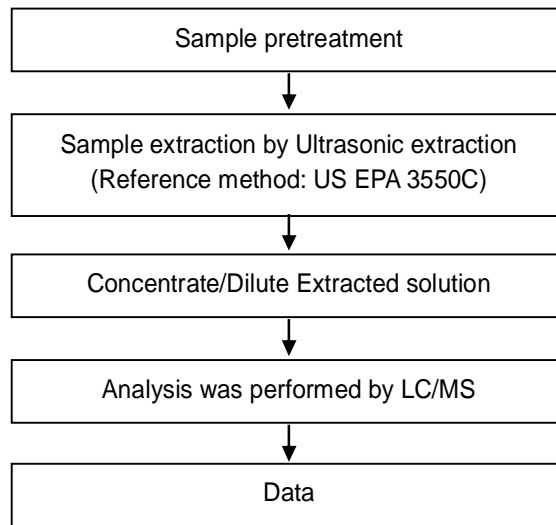 Sample pretreatment
Sample extraction by Ultrasonic extraction
(Reference method: US EPA 3550C)
Concentrate/Dilute Extracted solution
Analysis was performed by LC/MS
Data